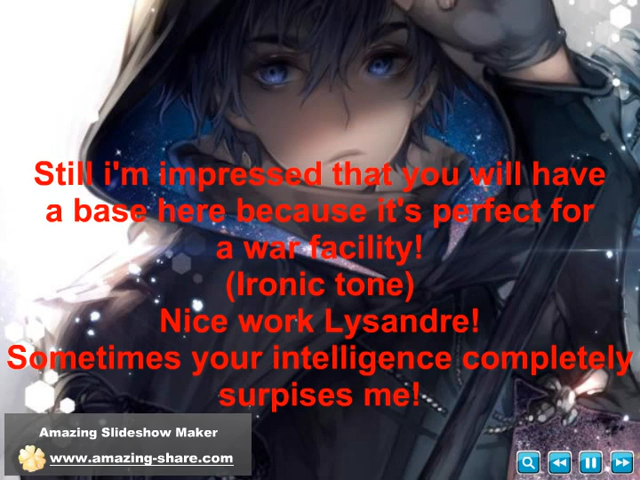 Still i'm impressed that you will have
a base here because it's perfect for
a war facility!
(Ironic tone)
Nice work Lysandre!
Sometimes your intelligence completely
surpises me!
Amazing Slideshow Maker
www.amazing-share.com